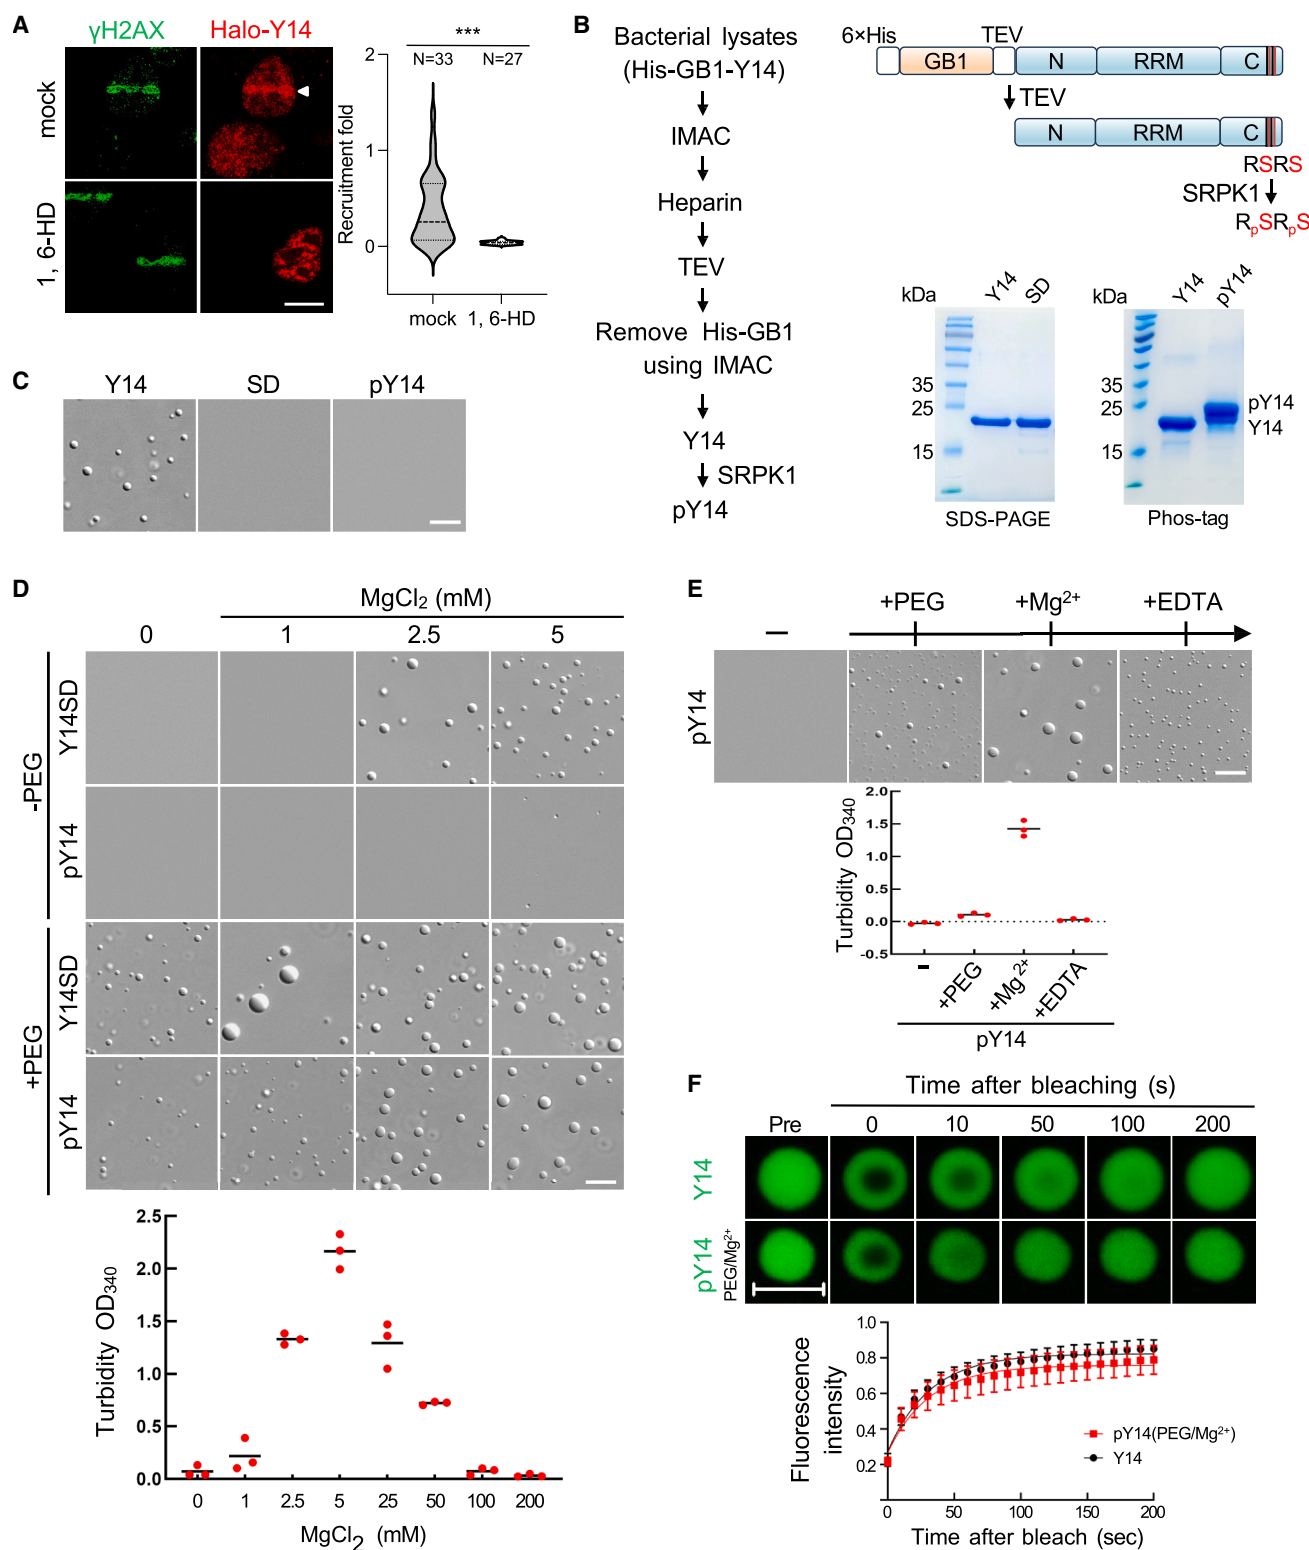 A
γH2AX
Halo-Y14
mock
1, 6-HD
Recruitment fold
2
1
0
***
N=33
N=27
mock
1, 6-HD
B
Bacterial lysates
(His-GB1-Y14)
IMAC
Heparin
TEV
Remove His-GB1
using IMAC
Y14
SRPK1
pY14
6×His
TEV
GB1
N
RRM
C
TEV
N
RRM
C
RSRS
SRPK1
RpSRpS
kDa
Y14
SD
35
25
15
SDS-PAGE
kDa
Y14
pY14
35
25
15
pY14
Y14
Phos-tag
C
Y14
SD
pY14
D
MgCl2 (mM)
0
1
2.5
5
-PEG
Y14SD
pY14
+PEG
Y14SD
pY14
Turbidity OD340
2.5
2.0
1.5
1.0
0.5
0.0
0
1
2.5
5
25
50
100
200
MgCl2 (mM)
E
–
+PEG
+Mg2+
+EDTA
pY14
Turbidity OD340
2.0
1.5
1.0
0.5
0.0
-0.5
–
+PEG
+Mg2+
+EDTA
pY14
F
Time after bleaching (s)
Pre
0
10
50
100
200
Y14
pY14
PEG/Mg2+
Fluorescence
intensity
1.0
0.8
0.6
0.4
0.2
pY14(PEG/Mg2+)
Y14
0
50
100
150
200
Time after bleach (sec)